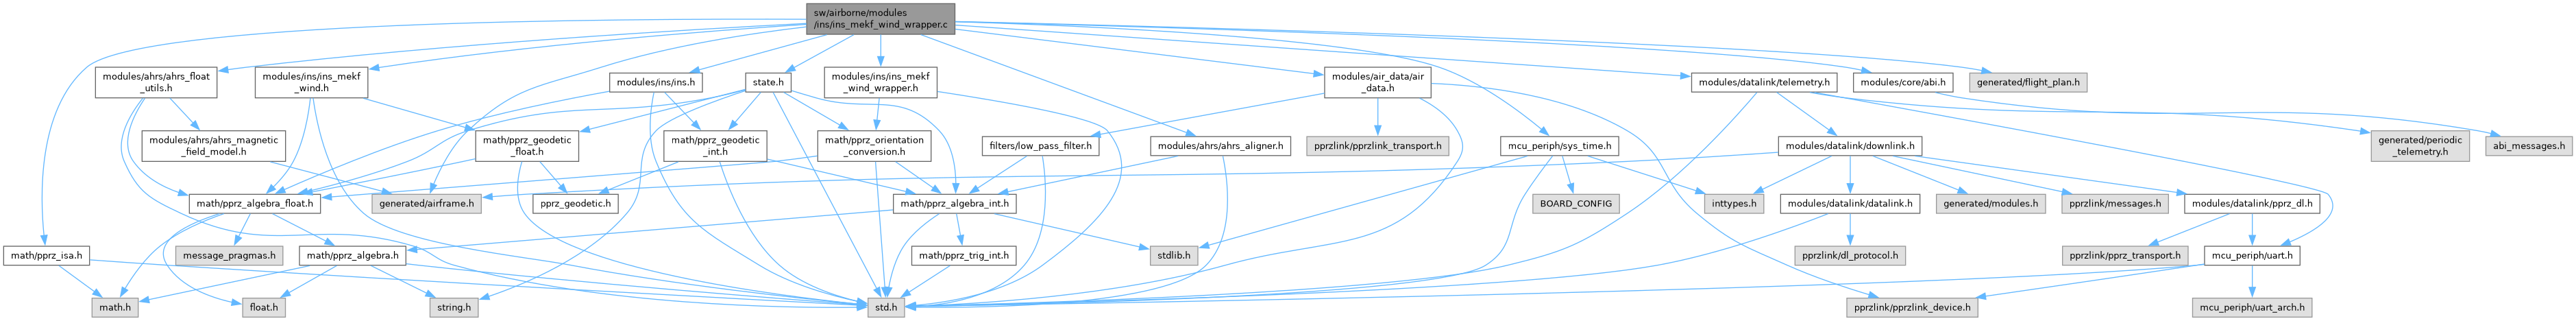 sw/airborne/modules
/ins/ins_mekf_wind_wrapper.c
modules/ahrs/ahrs_float
_utils.h
modules/ins/ins_mekf
_wind.h
modules/ins/ins.h
state.h
modules/ins/ins_mekf
_wind_wrapper.h
modules/air_data/air
_data.h
modules/datalink/telemetry.h
modules/core/abi.h
generated/flight_plan.h
modules/ahrs/ahrs_magnetic
_field_model.h
math/pprz_geodetic
_float.h
math/pprz_geodetic
_int.h
math/pprz_orientation
_conversion.h
filters/low_pass_filter.h
modules/ahrs/ahrs_aligner.h
pprzlink/pprzlink_transport.h
mcu_periph/sys_time.h
modules/datalink/downlink.h
generated/periodic
_telemetry.h
abi_messages.h
math/pprz_algebra_float.h
generated/airframe.h
pprz_geodetic.h
math/pprz_algebra_int.h
BOARD_CONFIG
inttypes.h
modules/datalink/datalink.h
generated/modules.h
pprzlink/messages.h
modules/datalink/pprz_dl.h
math/pprz_isa.h
message_pragmas.h
math/pprz_algebra.h
math/pprz_trig_int.h
stdlib.h
pprzlink/dl_protocol.h
pprzlink/pprz_transport.h
mcu_periph/uart.h
math.h
float.h
string.h
std.h
pprzlink/pprzlink_device.h
mcu_periph/uart_arch.h